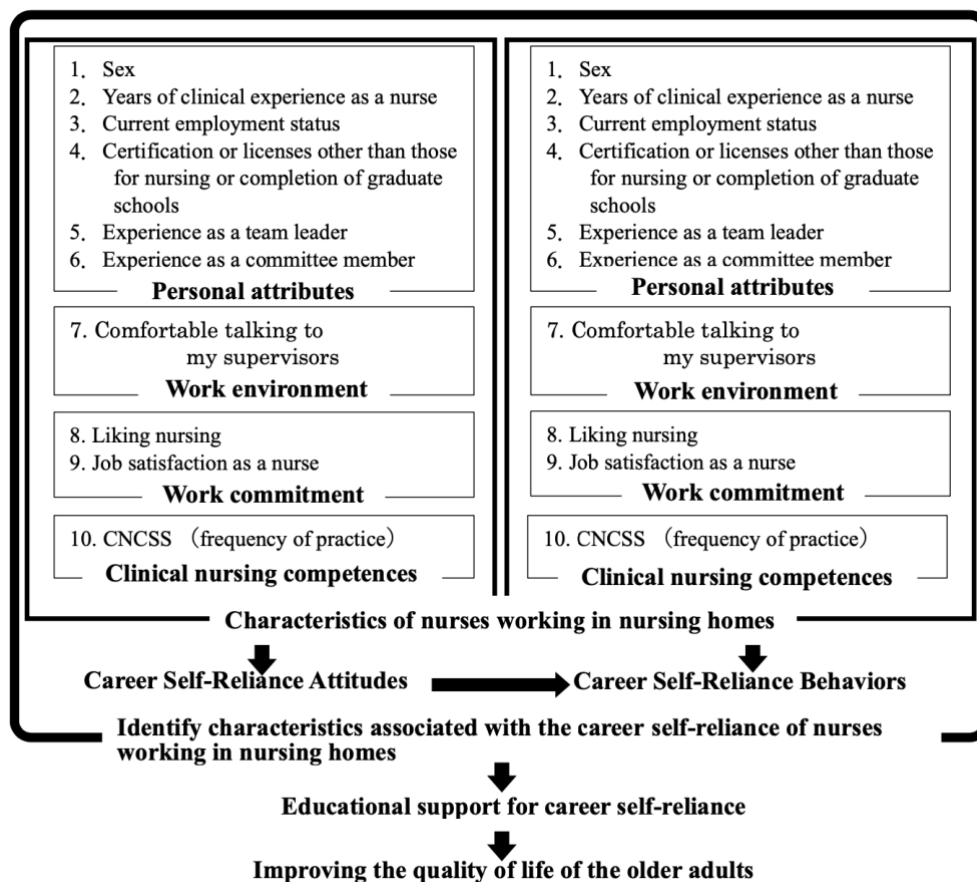 1. Sex
2. Years of clinical experience as a nurse
3. Current employment status
4. Certification or licenses other than those
for nursing or completion of graduate
schools
5. Experience as a team leader
6. Experience as a committee member
Personal attributes
7. Comfortable talking to
my supervisors
Work environment
8. Liking nursing
9. Job satisfaction as a nurse
Work commitment
10. CNCSS (frequency of practice)
Clinical nursing competences
1. Sex
2. Years of clinical experience as a nurse
3. Current employment status
4. Certification or licenses other than those
for nursing or completion of graduate
schools
5. Experience as a team leader
6. Experience as a committee member
Personal attributes
7. Comfortable talking to
my supervisors
Work environment
8. Liking nursing
9. Job satisfaction as a nurse
Work commitment
10. CNCSS (frequency of practice)
Clinical nursing competences
Characteristics of nurses working in nursing homes
Career Self-Reliance Attitudes
Career Self-Reliance Behaviors
Identify characteristics associated with the career self-reliance of nurses
working in nursing homes
Educational support for career self-reliance
Improving the quality of life of the older adults